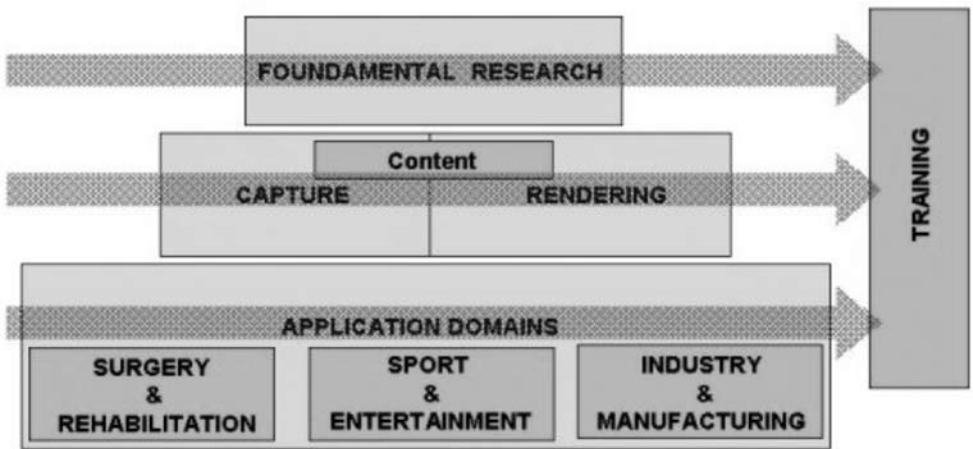 FOUNDAMENTAL RESEARCH
Content
CAPTURE
RENDERING
TRAINING
APPLICATION DOMAINS
SURGERY
&
REHABILITATION
SPORT
&
ENTERTAINMENT
INDUSTRY
&
MANUFACTURING